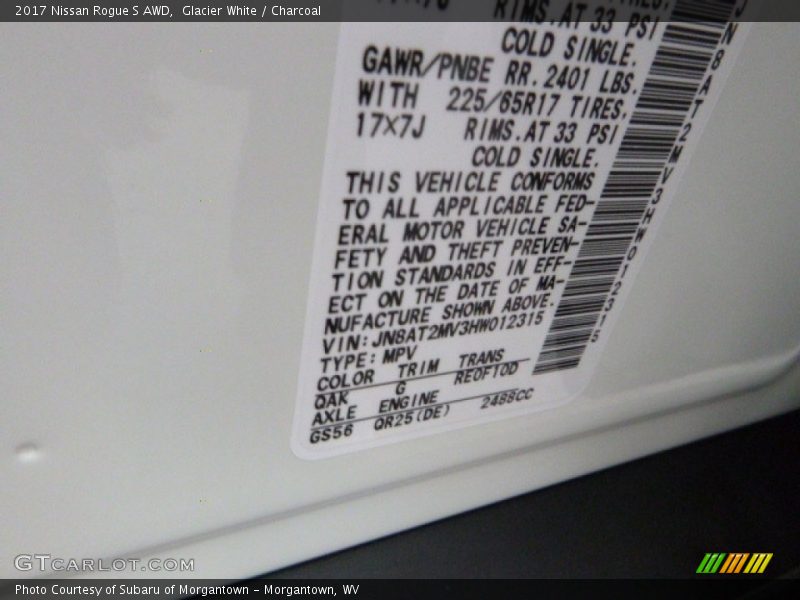 2017 Nissan Rogue S AWD,  Glacier White / Charcoal
RIMS.AT 33 PSI
COLD SINGLE.
GAWR/PNBE RR.2401 LBS.
WITH 225/65R17 TIRES.
17X7J RIMS.AT 33 PSI
COLD SINGLE.
THIS VEHICLE CONFORMS
TO ALL APPLICABLE FED-
ERAL MOTOR VEHICLE SA-
FETY AND THEFT PREVEN-
TION STANDARDS IN EFF-
ECT ON THE DATE OF MA-
NUFACTURE SHOWN ABOVE.
VIN:JN8AT2MV3HW012315
TYPE:MPV
COLOR TRIM TRANS
QAK G RE0F10D
AXLE ENGINE
GS56 QR25(DE) 2488CC
JN8AT2MV3HW012315
GTCARLOT.COM
Photo Courtesy of Subaru of Morgantown - Morgantown, WV